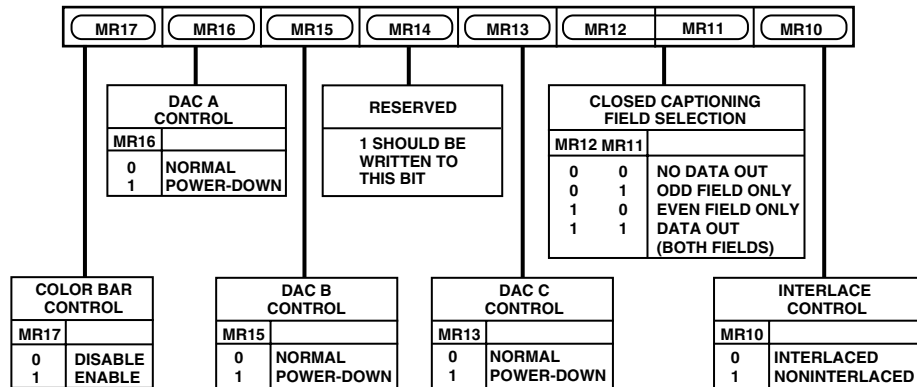 MR17 MR16 MR15 MR14 MR13 MR12 MR11 MR10
DAC A
CONTROL
MR16
0 NORMAL
1 POWER-DOWN
RESERVED
1 SHOULD BE
WRITTEN TO
THIS BIT
CLOSED CAPTIONING
FIELD SELECTION
MR12 MR11
0 0 NO DATA OUT
0 1 ODD FIELD ONLY
1 0 EVEN FIELD ONLY
1 1 DATA OUT
(BOTH FIELDS)
COLOR BAR
CONTROL
MR17
0 DISABLE
1 ENABLE
DAC B
CONTROL
MR15
0 NORMAL
1 POWER-DOWN
DAC C
CONTROL
MR13
0 NORMAL
1 POWER-DOWN
INTERLACE
CONTROL
MR10
0 INTERLACED
1 NONINTERLACED